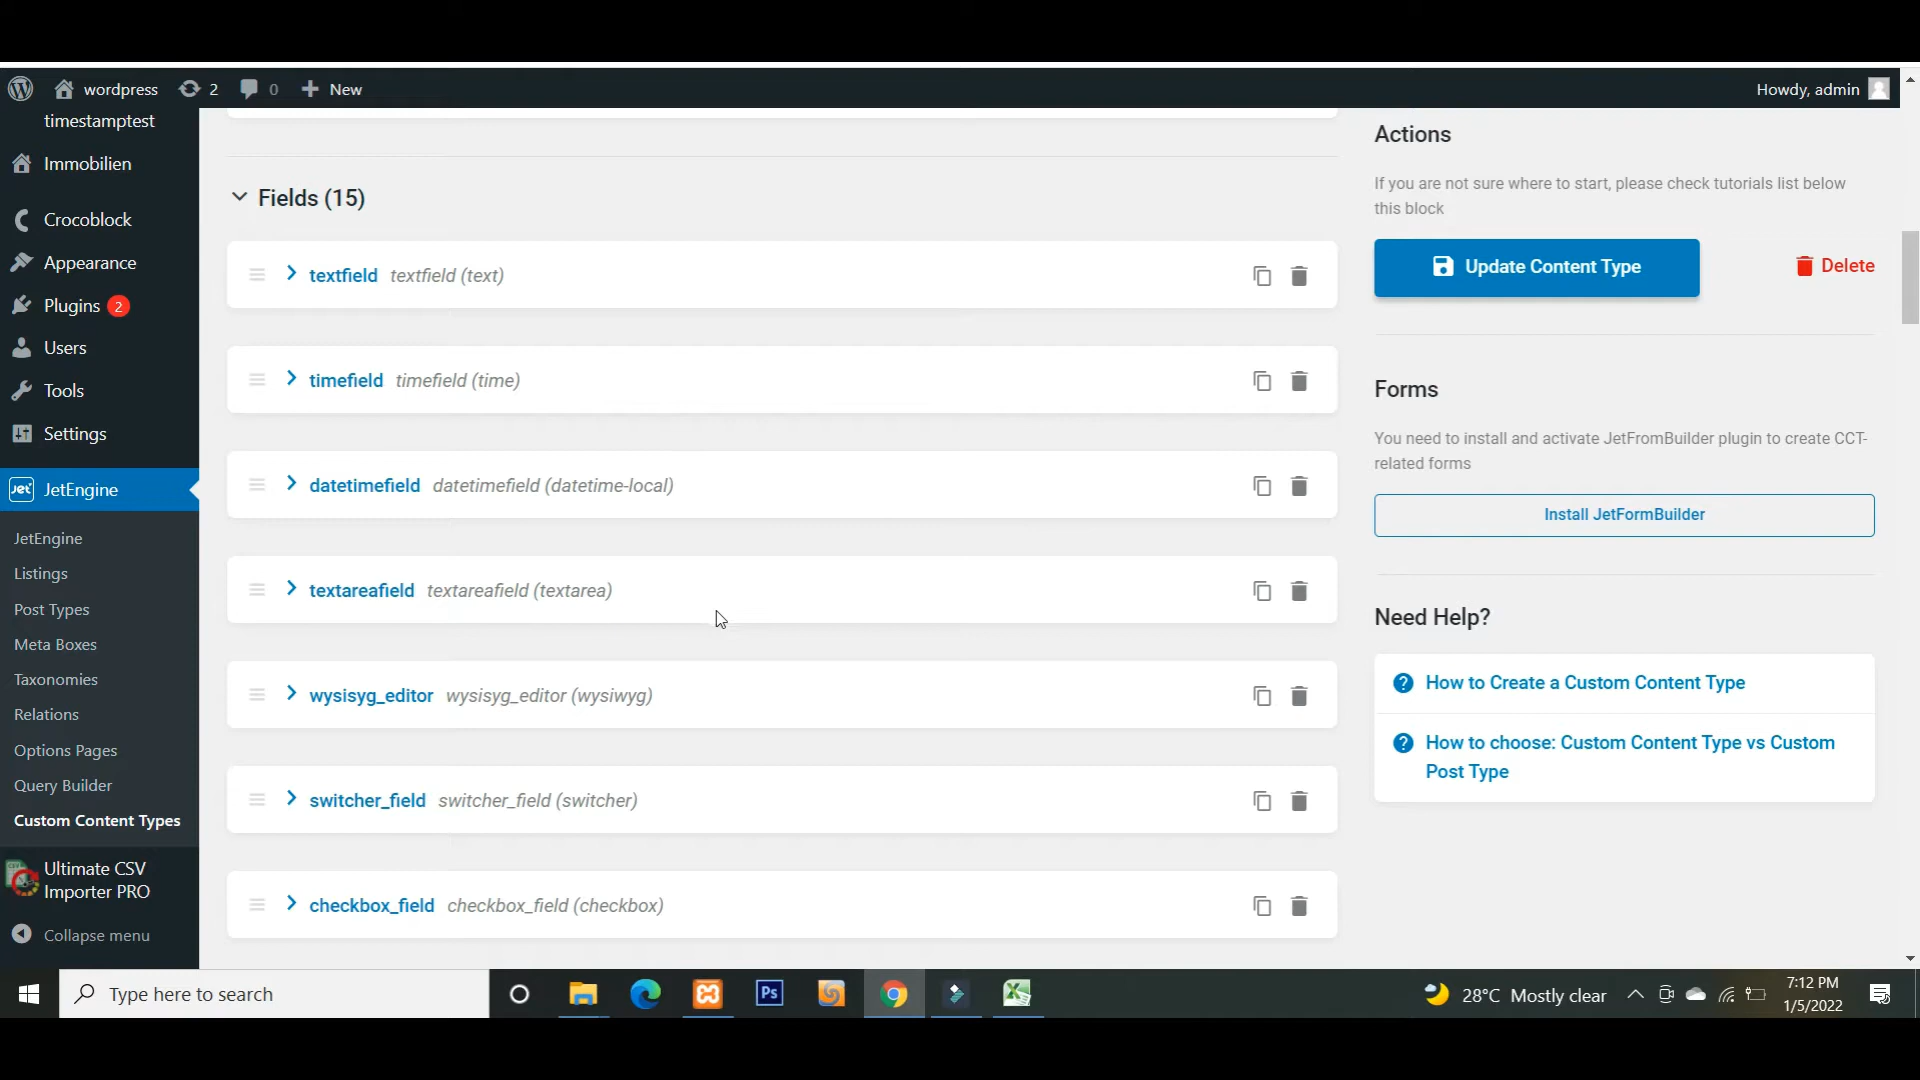 wordpress
2
0
New
Howdy, admin
timestamptest
Immobilien
Crocoblock
Appearance
Plugins 2
Users
Tools
Settings
Jet JetEngine
JetEngine
Listings
Post Types
Meta Boxes
Taxonomies
Relations
Options Pages
Query Builder
Custom Content Types
Ultimate CSV
Importer PRO
Collapse menu
Fields (15)
textfield textfield (text)
timefield timefield (time)
datetimefield datetimefield (datetime-local)
textareafield textareafield (textarea)
wysisyg_editor wysisyg_editor (wysiwyg)
switcher_field switcher_field (switcher)
checkbox_field checkbox_field (checkbox)
Actions
If you are not sure where to start, please check tutorials list below
this block
Update Content Type
Delete
Forms
You need to install and activate JetFromBuilder plugin to create CCT-
related forms
Install JetFormBuilder
Need Help?
How to Create a Custom Content Type
How to choose: Custom Content Type vs Custom
Post Type
Type here to search
Ps
28°C Mostly clear
7:12 PM
1/5/2022